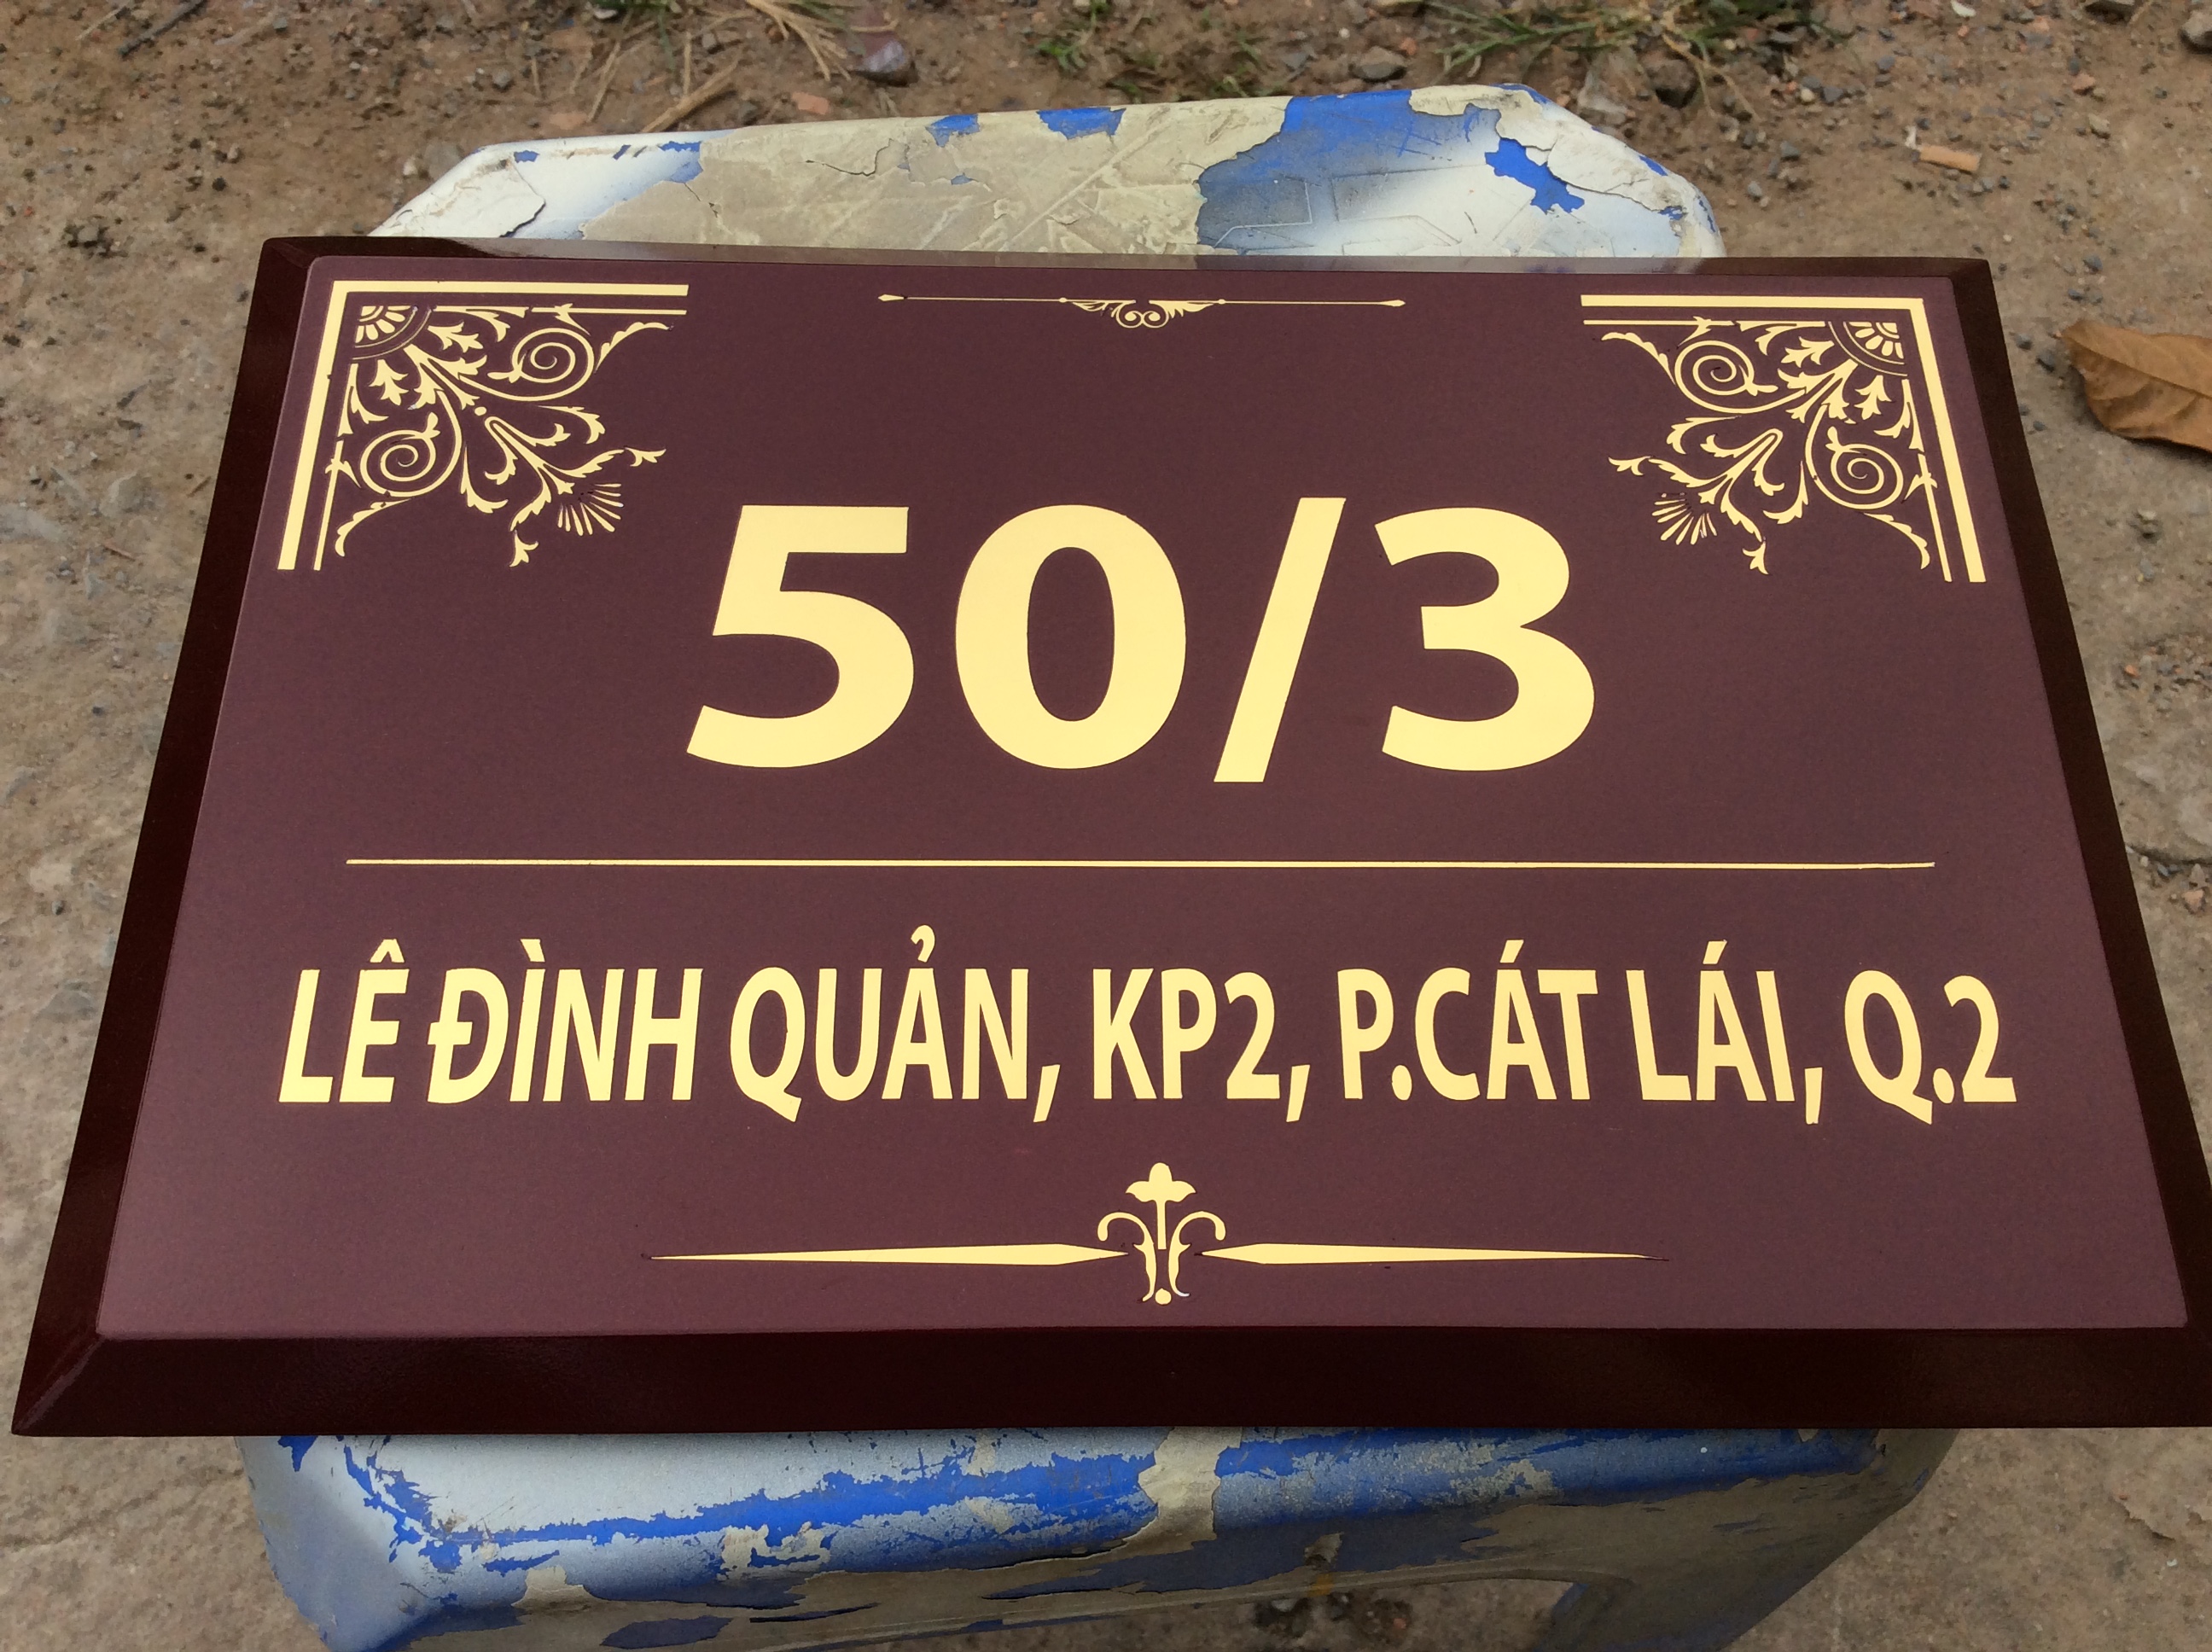 50/3
LÊ ĐÌNH QUẢN, KP2, P.CÁT LÁI, Q.2